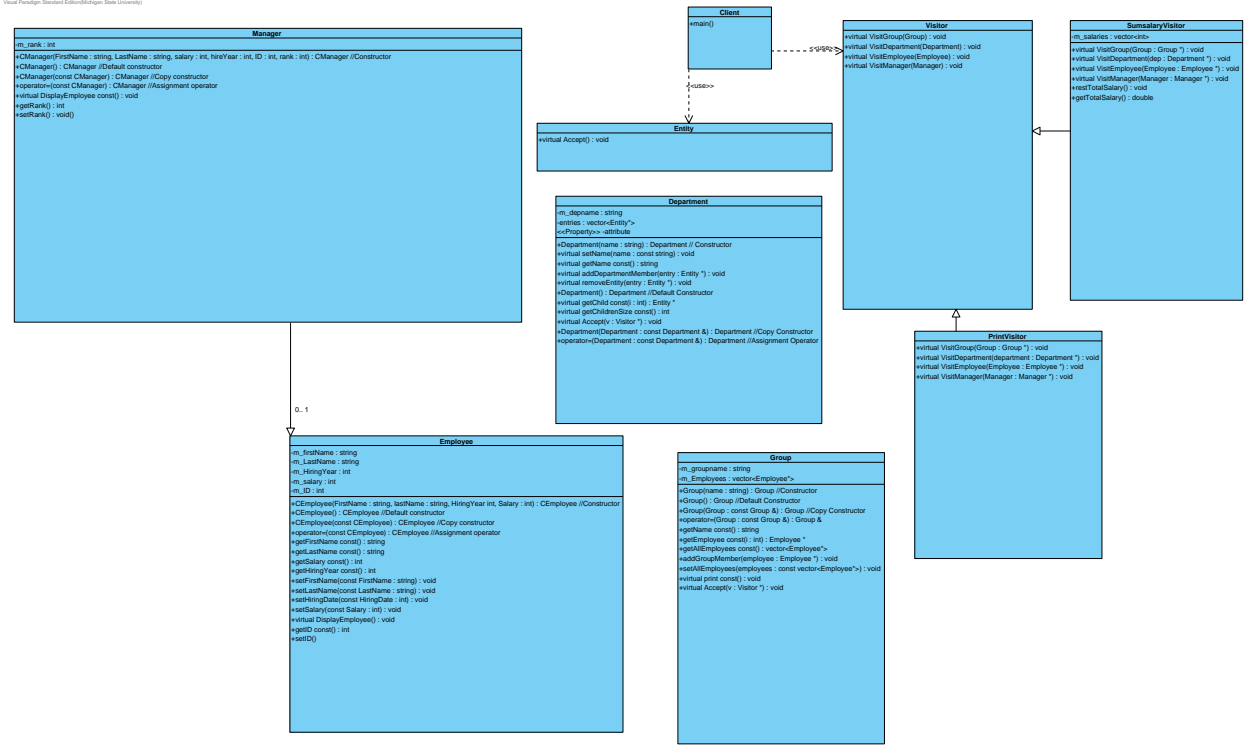 Visual Paradigm Standard Edition(Michigan State University)
Manager
-m_rank : int
+CManager(FirstName : string, LastName : string, salary : int, hireYear : int, ID : int, rank : int) : CManager //Constructor
+CManager() : CManager //Default constructor
+CManager(const CManager) : CManager //Copy constructor
+operator=(const CManager) : CManager //Assignment operator
+virtual DisplayEmployee const() : void
+getRank() : int
+setRank() : void()
Client
+main()
<<use>>
<<use>>
Entity
+virtual Accept() : void
Visitor
+virtual VisitGroup(Group) : void
+virtual VisitDepartment(Department) : void
+virtual VisitEmployee(Employee) : void
+virtual VisitManager(Manager) : void
SumsalaryVisitor
-m_salaries : vector<int>
+virtual VisitGroup(Group : Group *) : void
+virtual VisitDepartment(dep : Department *) : void
+virtual VisitEmployee(Employee : Employee *) : void
+virtual VisitManager(Manager : Manager *) : void
+restTotalSalary() : void
+getTotalSalary() : double
Department
-m_depname : string
-entries : vector<Entity*>
<<Property>> -attribute
+Department(name : string) : Department // Constructor
+virtual setName(name : const string) : void
+virtual getName const() : string
+virtual addDepartmentMember(entry : Entity *) : void
+virtual removeEntity(entry : Entity *) : void
+Department() : Department //Default Constructor
+virtual getChild const(i : int) : Entity *
+virtual getChildrenSize const() : int
+virtual Accept(v : Visitor *) : void
+Department(Department : const Department &) : Department //Copy Constructor
+operator=(Department : const Department &) : Department //Assignment Operator
PrintVisitor
+virtual VisitGroup(Group : Group *) : void
+virtual VisitDepartment(department : Department *) : void
+virtual VisitEmployee(Employee : Employee *) : void
+virtual VisitManager(Manager : Manager *) : void
0.. 1
Employee
-m_firstName : string
-m_LastName : string
-m_HiringYear : int
-m_salary : int
-m_ID : int
+CEmployee(FirstName : string, lastName : string, HiringYear int, Salary : int) : CEmployee //Constructor
+CEmployee() : CEmployee //Default constructor
+CEmployee(const CEmployee) : CEmployee //Copy constructor
+operator=(const CEmployee) : CEmployee //Assignment operator
+getFirstName const() : string
+getLastName const() : string
+getSalary const() : int
+getHiringYear const() : int
+setFirstName(const FirstName : string) : void
+setLastName(const LastName : string) : void
+setHiringDate(const HiringDate : int) : void
+setSalary(const Salary : int) : void
+virtual DisplayEmployee() : void
+getID const() : int
+setID()
Group
-m_groupname : string
-m_Employees : vector<Employee*>
+Group(name : string) : Group //Constructor
+Group() : Group //Default Constructor
+Group(Group : const Group &) : Group //Copy Constructor
+operator=(Group : const Group &) : Group &
+getName const() : string
+getEmployee const(i : int) : Employee *
+getAllEmployees const() : vector<Employee*>
+addGroupMember(employee : Employee *) : void
+setAllEmployees(employees : const vector<Employee*>) : void
+virtual print const() : void
+virtual Accept(v : Visitor *) : void